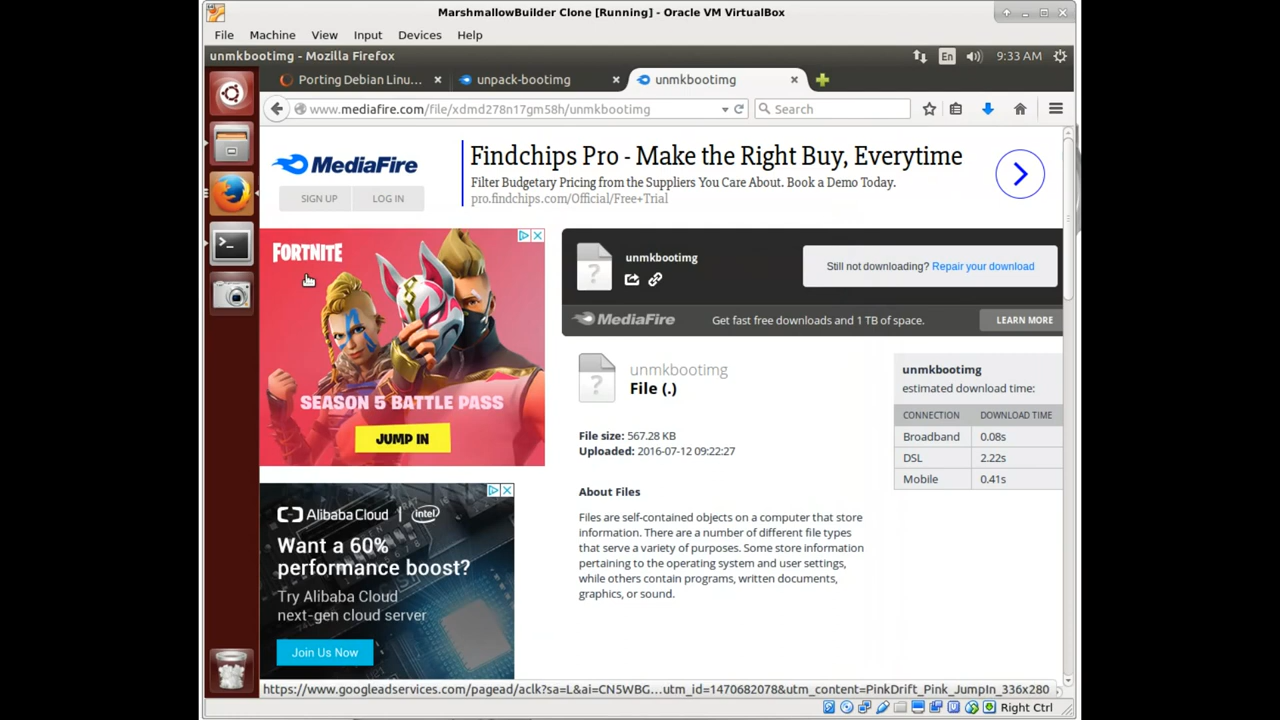 MarshmallowBuilder Clone [Running] - Oracle VM VirtualBox
File Machine View Input Devices Help
unmkbootimg - Mozilla Firefox
En
9:33 AM
Porting Debian Linu...
unpack-bootimg
unmkbootimg
www.mediafire.com/file/xdmd278n17gm58h/unmkbootimg
Search
MediaFire
SIGN UP
LOG IN
Findchips Pro - Make the Right Buy, Everytime
Filter Budgetary Pricing from the Suppliers You Care About. Book a Demo Today.
pro.findchips.com/Official/Free+Trial
FORTNITE
SEASON 5 BATTLE PASS
JUMP IN
unmkbootimg
Still not downloading? Repair your download
MediaFire
Get fast free downloads and 1 TB of space.
LEARN MORE
unmkbootimg
File (.)
File size: 567.28 KB
Uploaded: 2016-07-12 09:22:27
About Files
Files are self-contained objects on a computer that store
information. There are a number of different file types
that serve a variety of purposes. Some store information
pertaining to the operating system and user settings,
while others contain programs, written documents,
graphics, or sound.
unmkbootimg
estimated download time:
CONNECTION DOWNLOAD TIME
Broadband 0.08s
DSL 2.22s
Mobile 0.41s
Alibaba Cloud | intel
Want a 60%
performance boost?
Try Alibaba Cloud
next-gen cloud server
Join Us Now
https://www.googleadservices.com/pagead/aclk?sa=L&ai=CN5WBG...utm_id=1470682078&utm_content=PinkDrift_Pink_JumpIn_336x280
Right Ctrl